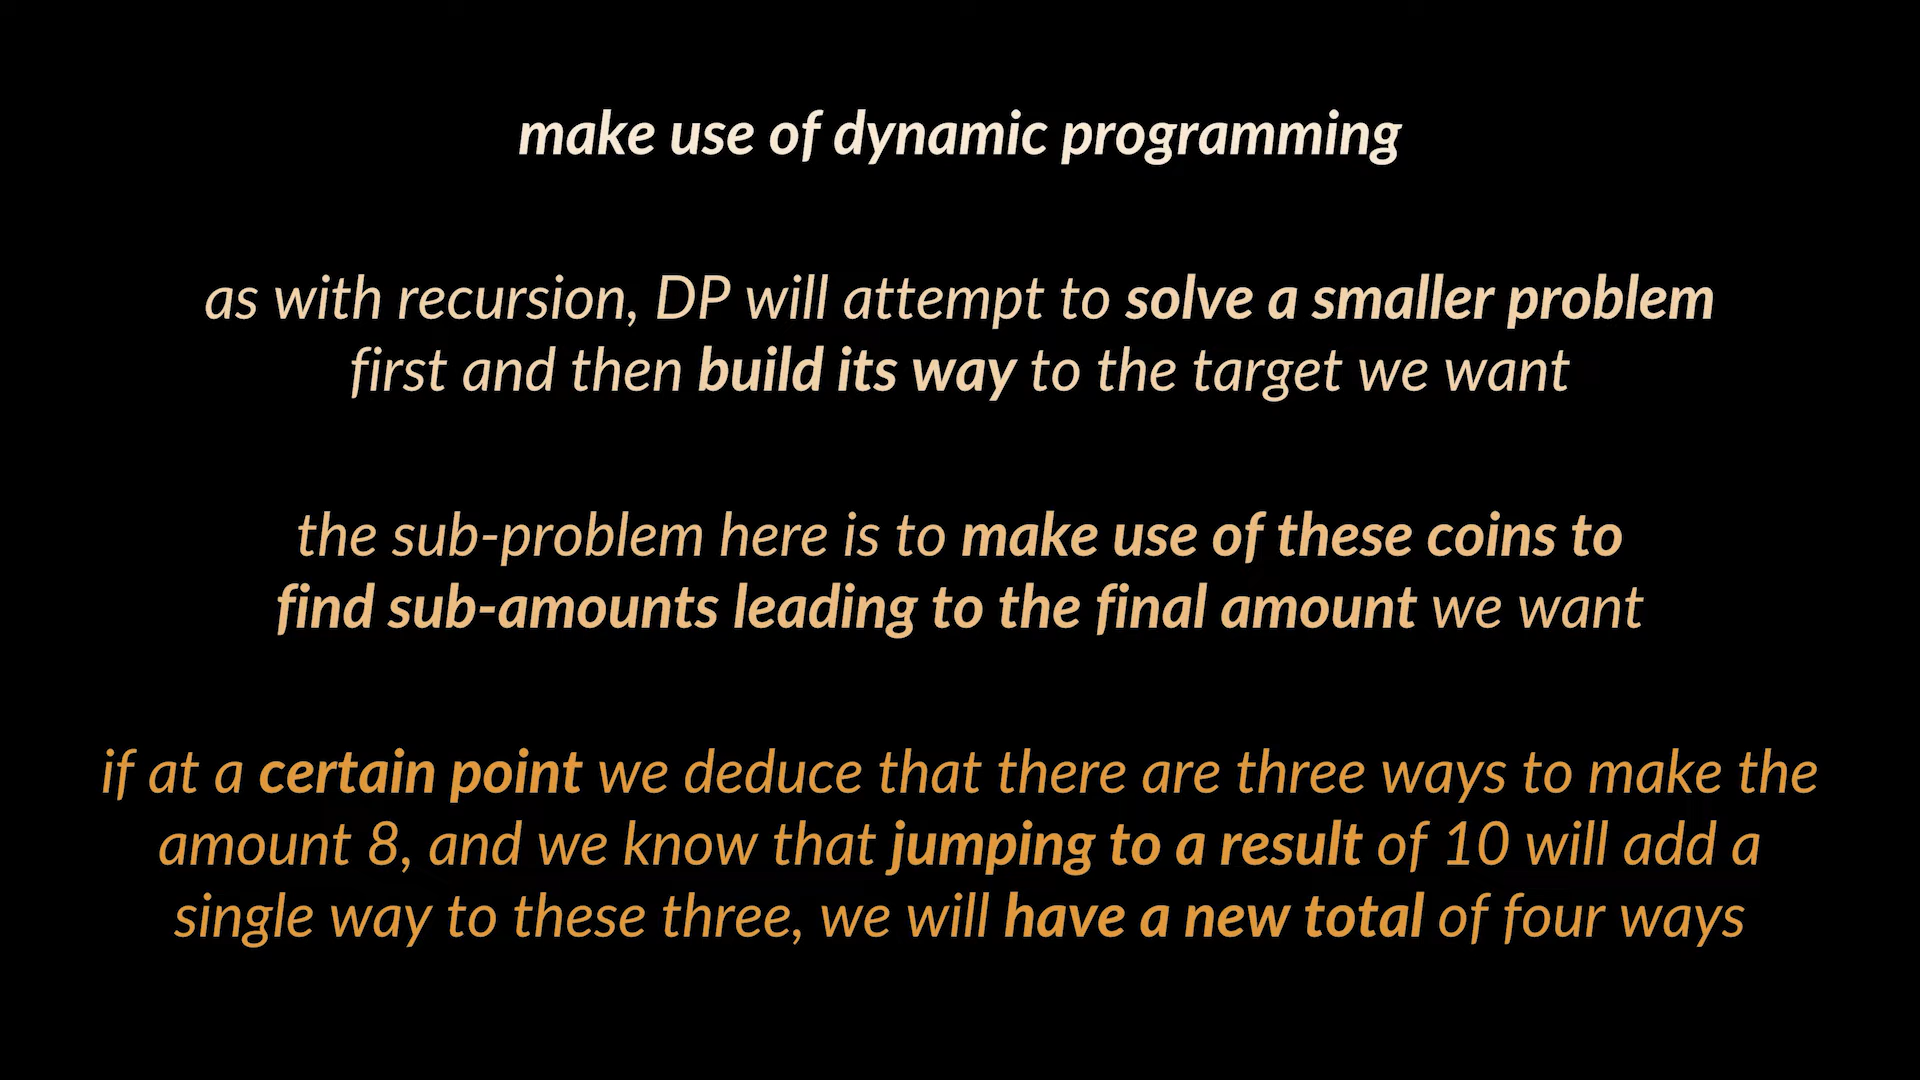 make use of dynamic programming
as with recursion, DP will attempt to solve a smaller problem
first and then build its way to the target we want
the sub-problem here is to make use of these coins to
find sub-amounts leading to the final amount we want
if at a certain point we deduce that there are three ways to make the
amount 8, and we know that jumping to a result of 10 will add a
single way to these three, we will have a new total of four ways